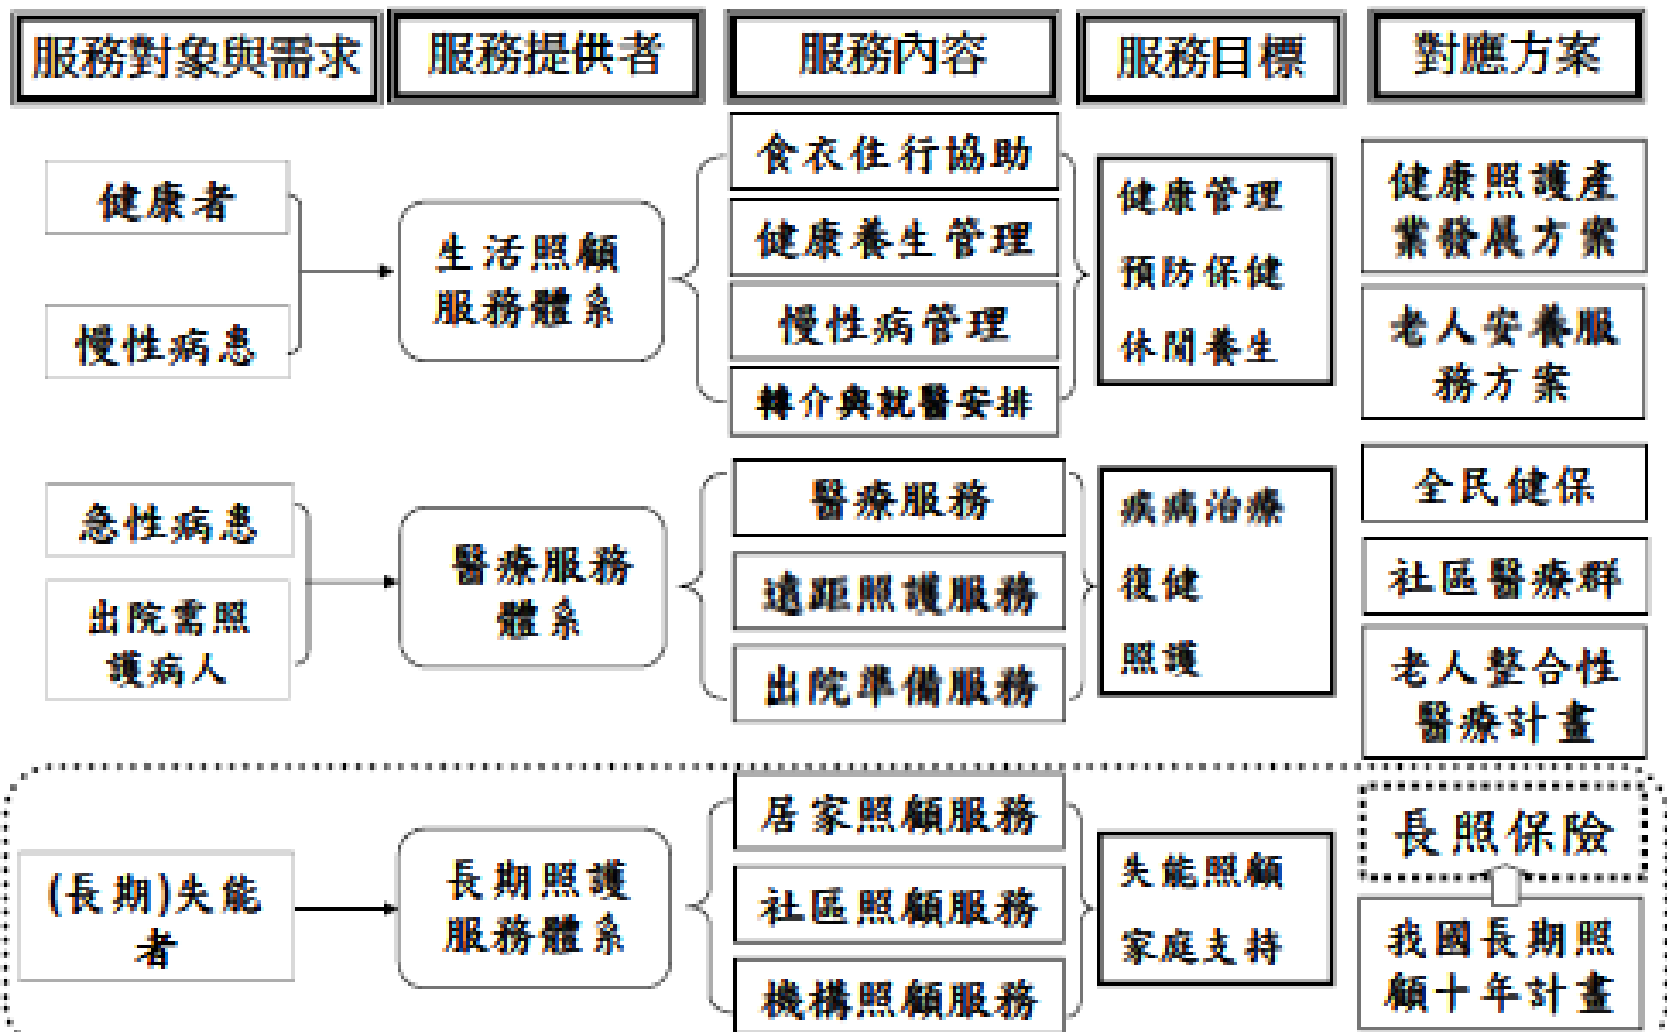 服務對象與需求
服務提供者
服務內容
服務目標
對應方案
健康者
慢性病患
生活照顧
服務體系
食衣住行協助
健康養生管理
慢性病管理
轉介與就醫安排
健康管理
預防保健
休閒養生
健康照護產
業發展方案
老人安養服
務方案
急性病患
出院需照
護病人
醫療服務
體系
醫療服務
遠距照護服務
出院準備服務
疾病治療
復健
照護
全民健保
社區醫療群
老人整合性
醫療計畫
(長期)失能
者
長期照護
服務體系
居家照顧服務
社區照顧服務
機構照顧服務
失能照顧
家庭支持
長照保險
我國長期照
顧十年計畫